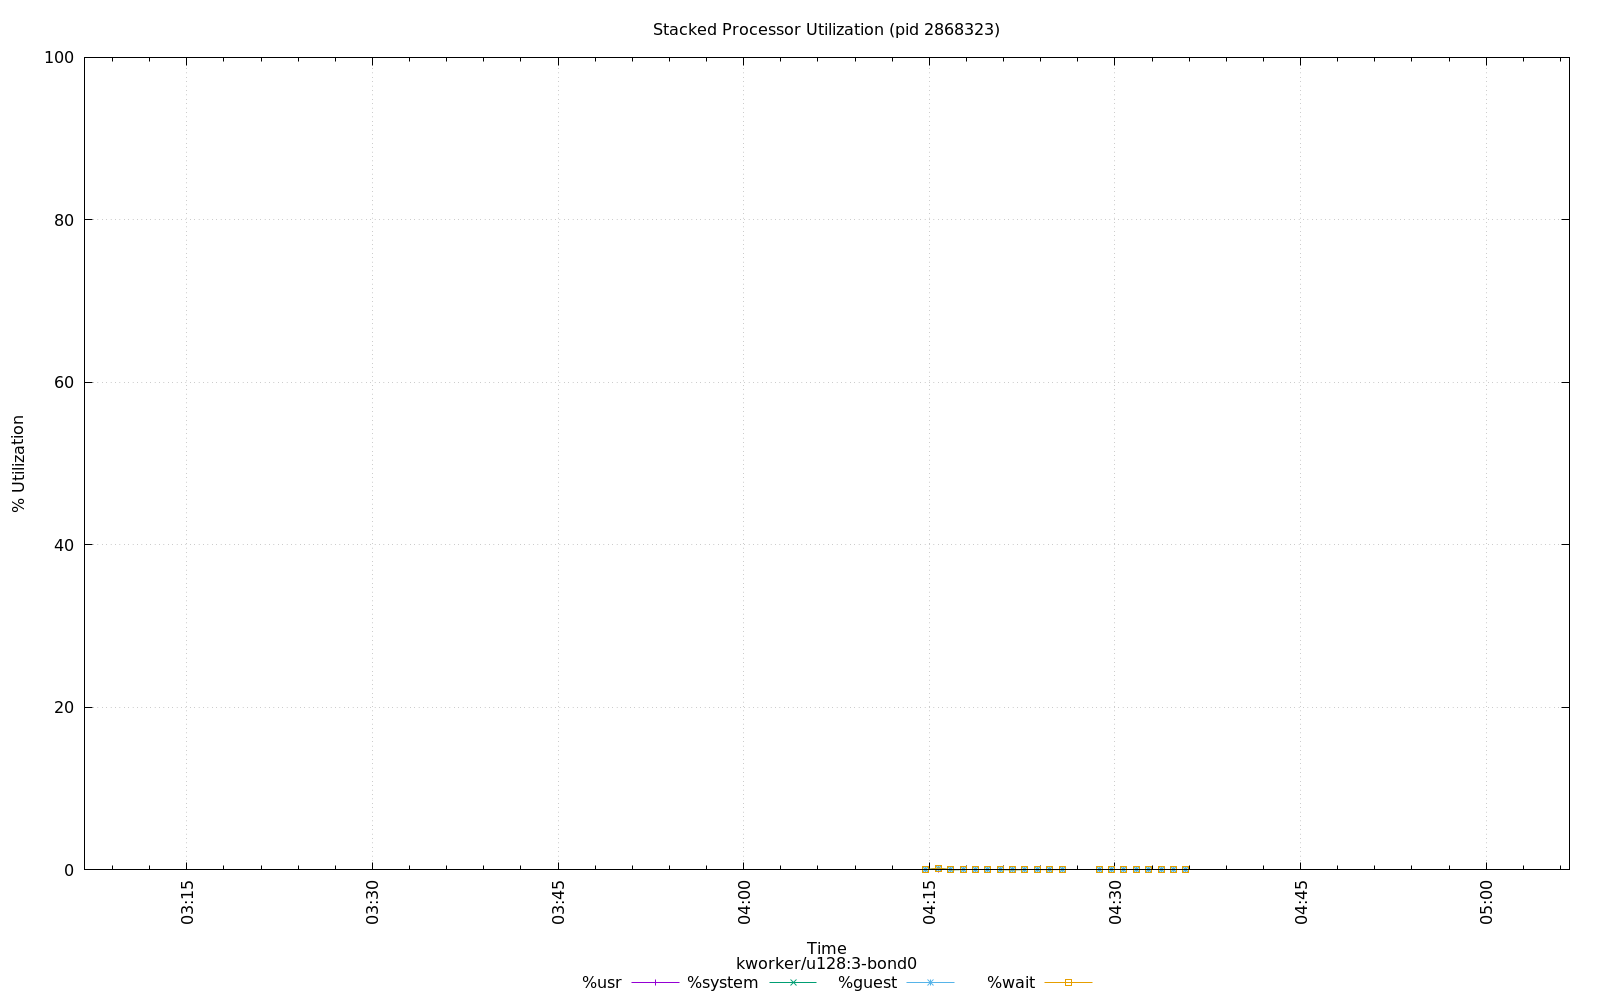 Stacked Processor Utilization (pid 2868323)
100
80
60
40
20
0
% Utilization
03:15
03:30
03:45
04:00
04:15
04:30
04:45
05:00
Time
kworker/u128:3-bond0
%usr %system %guest %wait